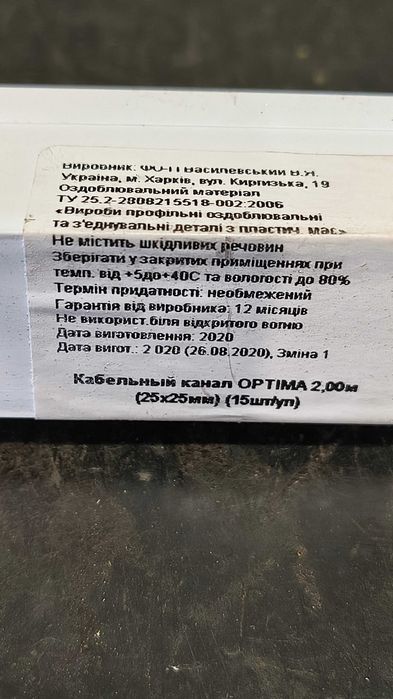 Виробник: ФО-П Василевський В.Я.
Україна, м. Харків, вул. Киргизька, 19
Оздоблювальний матеріал
ТУ 25.2-2808215518-002:2006
«Вироби профільні оздоблювальні
та з'єднувальні деталі з пластич. мас»
Не містить шкідливих речовин
Зберігати у закритих приміщеннях при
темп. від +5до+40С та вологості до 80%
Термін придатності: необмежений
Гарантія від виробника: 12 місяців
Не використ.біля відкритого вогню
Дата виготовлення: 2020
Дата вигот.: 2 020 (26.08.2020), Зміна 1
Кабельный канал OPTIMA 2,00м
(25х25мм) (15шт/уп)